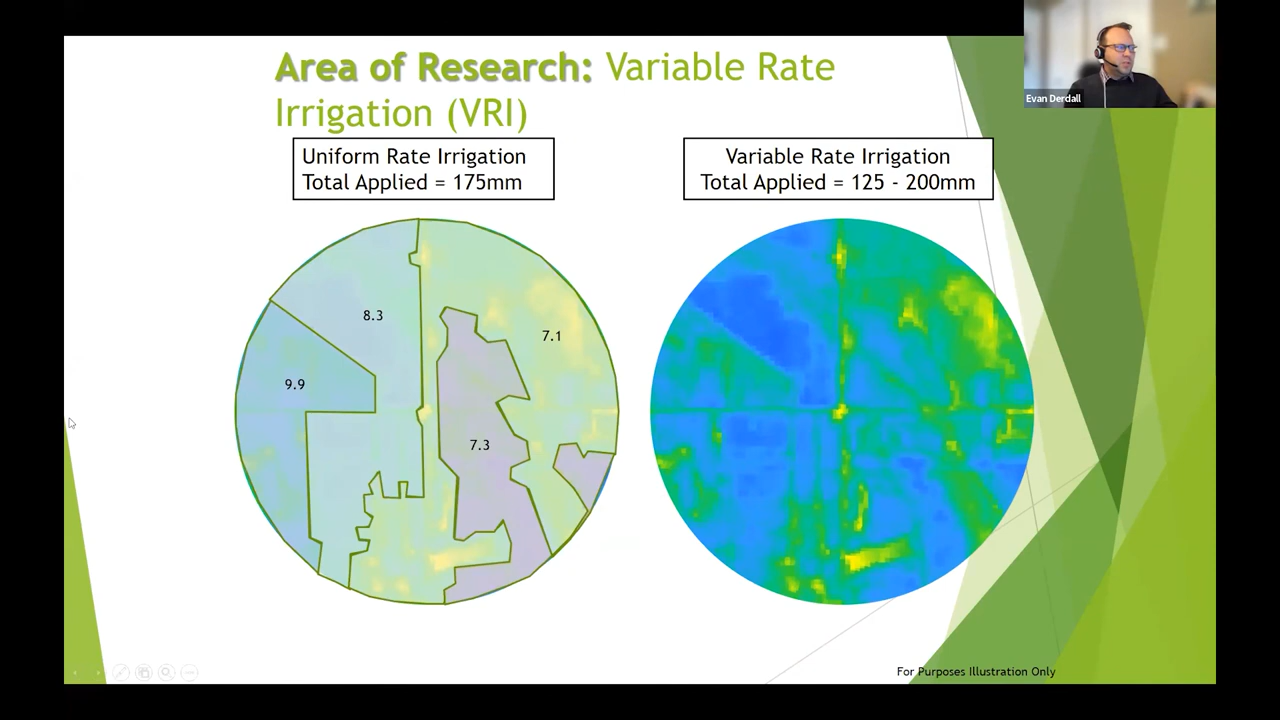 Area of Research: Variable Rate
Irrigation (VRI)
Evan Derdall
Uniform Rate Irrigation
Total Applied = 175mm
Variable Rate Irrigation
Total Applied = 125 - 200mm
8.3
7.1
9.9
7.3
For Purposes Illustration Only